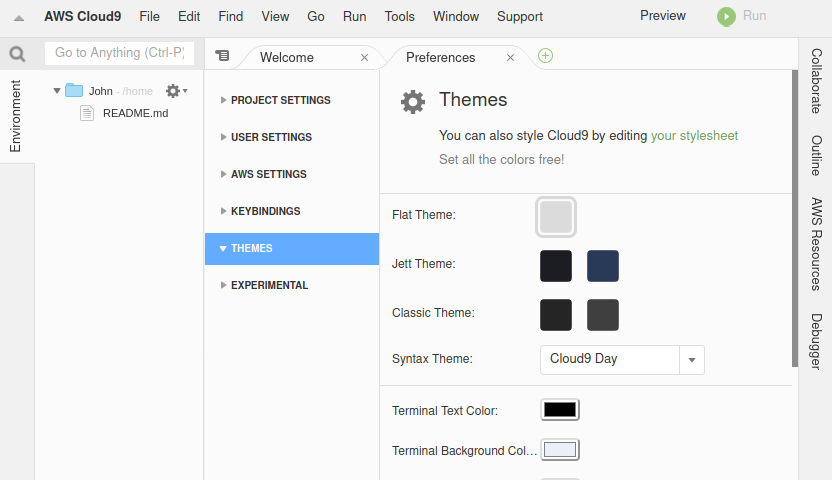 AWS Cloud9 File Edit Find View Go Run Tools Window Support Preview Run
Go to Anything (Ctrl-P)
Welcome
Preferences
Environment
John - /home
README.md
PROJECT SETTINGS
USER SETTINGS
AWS SETTINGS
KEYBINDINGS
THEMES
EXPERIMENTAL
Themes
You can also style Cloud9 by editing your stylesheet
Set all the colors free!
Flat Theme:
Jett Theme:
Classic Theme:
Syntax Theme: Cloud9 Day
Terminal Text Color:
Terminal Background Col...
Collaborate
Outline
AWS Resources
Debugger